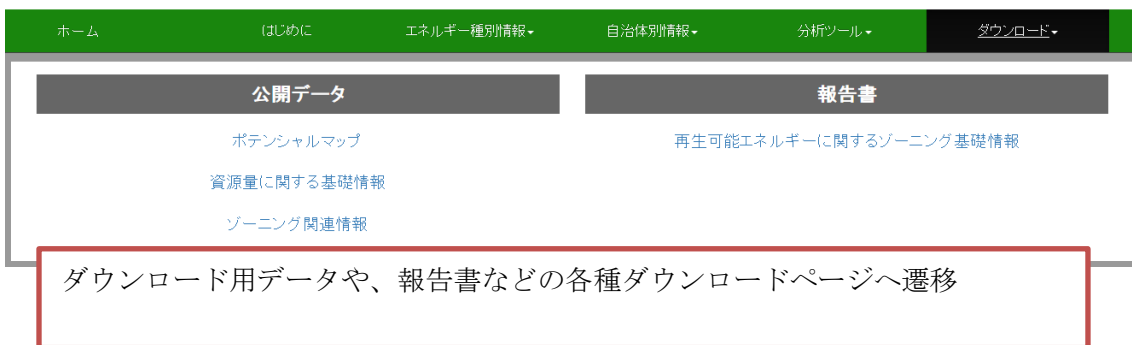 ホーム はじめに エネルギー種別情報 自治体別情報 分析ツール ダウンロード
公開データ 報告書
ポテンシャルマップ 再生可能エネルギーに関するゾーニング基礎情報
資源量に関する基礎情報
ゾーニング関連情報
ダウンロード用データや、報告書などの各種ダウンロードページへ遷移